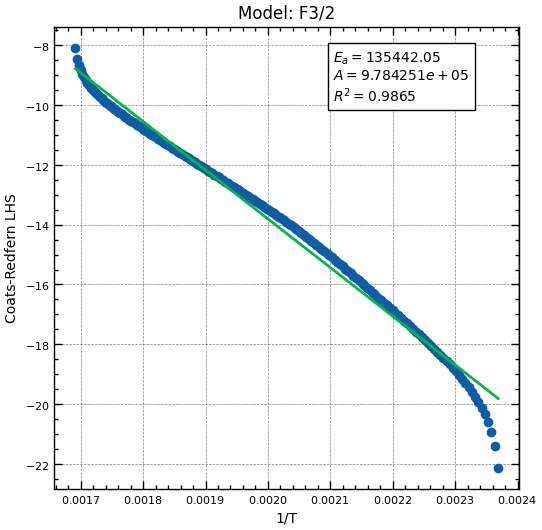 Model: F3/2
E_a = 135442.05
A = 9.784251e + 05
R² = 0.9865
−8
−10
−12
−14
−16
−18
−20
−22
Coats-Redfern LHS
0.0017 0.0018 0.0019 0.0020 0.0021 0.0022 0.0023 0.0024
1/T